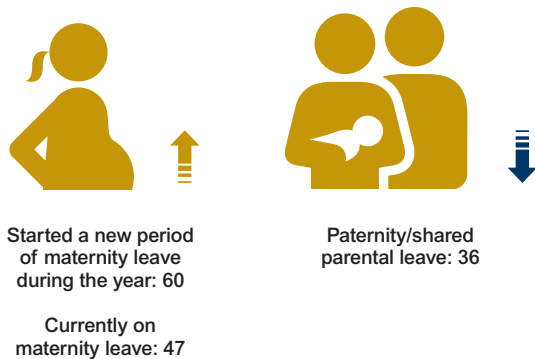 Started a new period
of maternity leave
during the year: 60
Currently on
maternity leave: 47
Paternity/shared
parental leave: 36